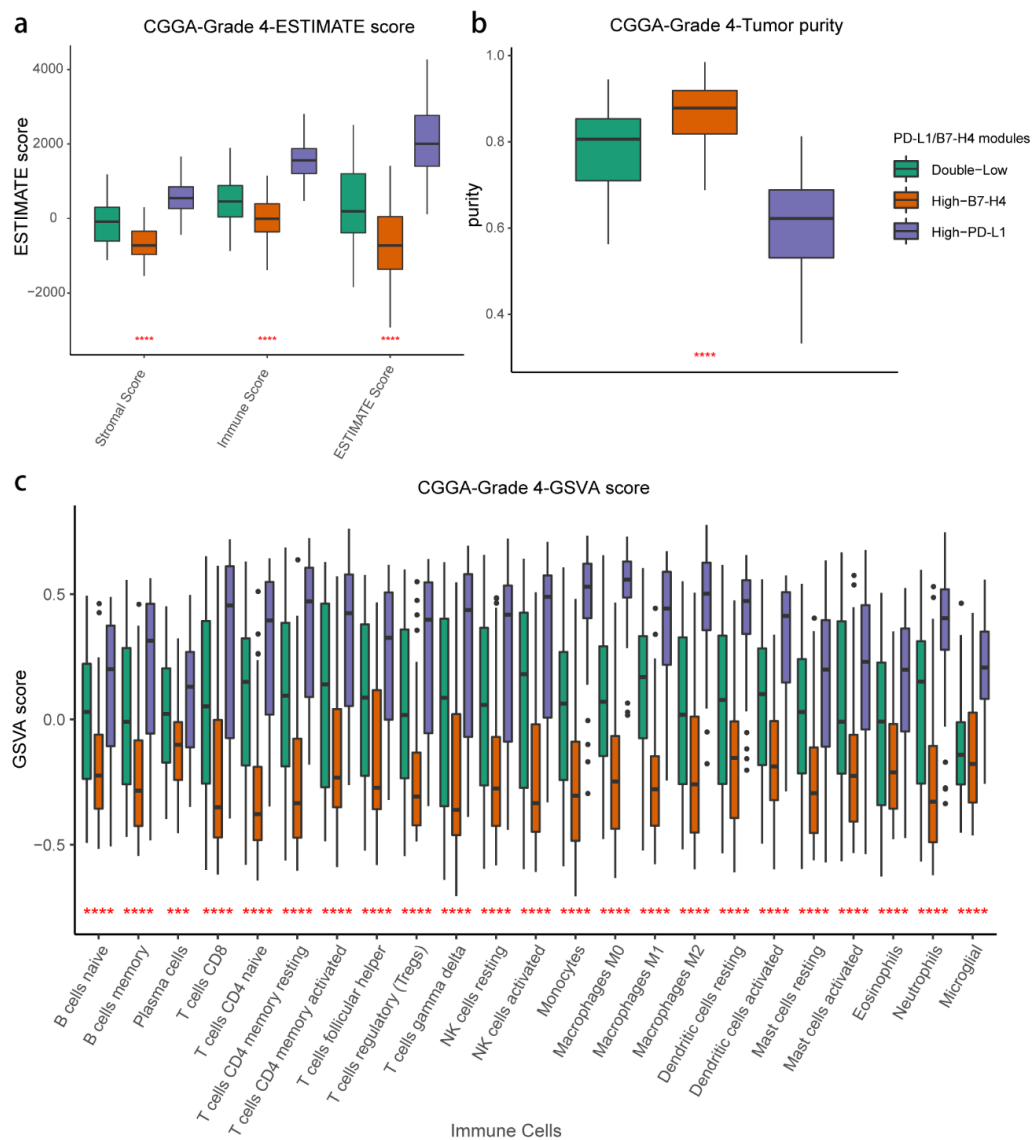 a
CGGA-Grade 4-ESTIMATE score
ESTIMATE score
4000
2000
0
−2000
****
****
****
Stromal Score
Immune Score
ESTIMATE Score
b
CGGA-Grade 4-Tumor purity
purity
1.0
0.8
0.6
0.4
****
PD-L1/B7-H4 modules
Double−Low
High−B7-H4
High−PD-L1
c
CGGA-Grade 4-GSVA score
GSVA score
0.5
0.0
−0.5
**** **** *** **** **** **** **** **** **** **** **** **** **** **** **** **** **** **** **** **** **** **** ****
B cells naive
B cells memory
Plasma cells
T cells CD8
T cells CD4 naive
T cells CD4 memory resting
T cells CD4 memory activated
T cells follicular helper
T cells regulatory (Tregs)
T cells gamma delta
NK cells resting
NK cells activated
Monocytes
Macrophages M0
Macrophages M1
Macrophages M2
Dendritic cells resting
Dendritic cells activated
Mast cells resting
Mast cells activated
Eosinophils
Neutrophils
Microglial
Immune Cells